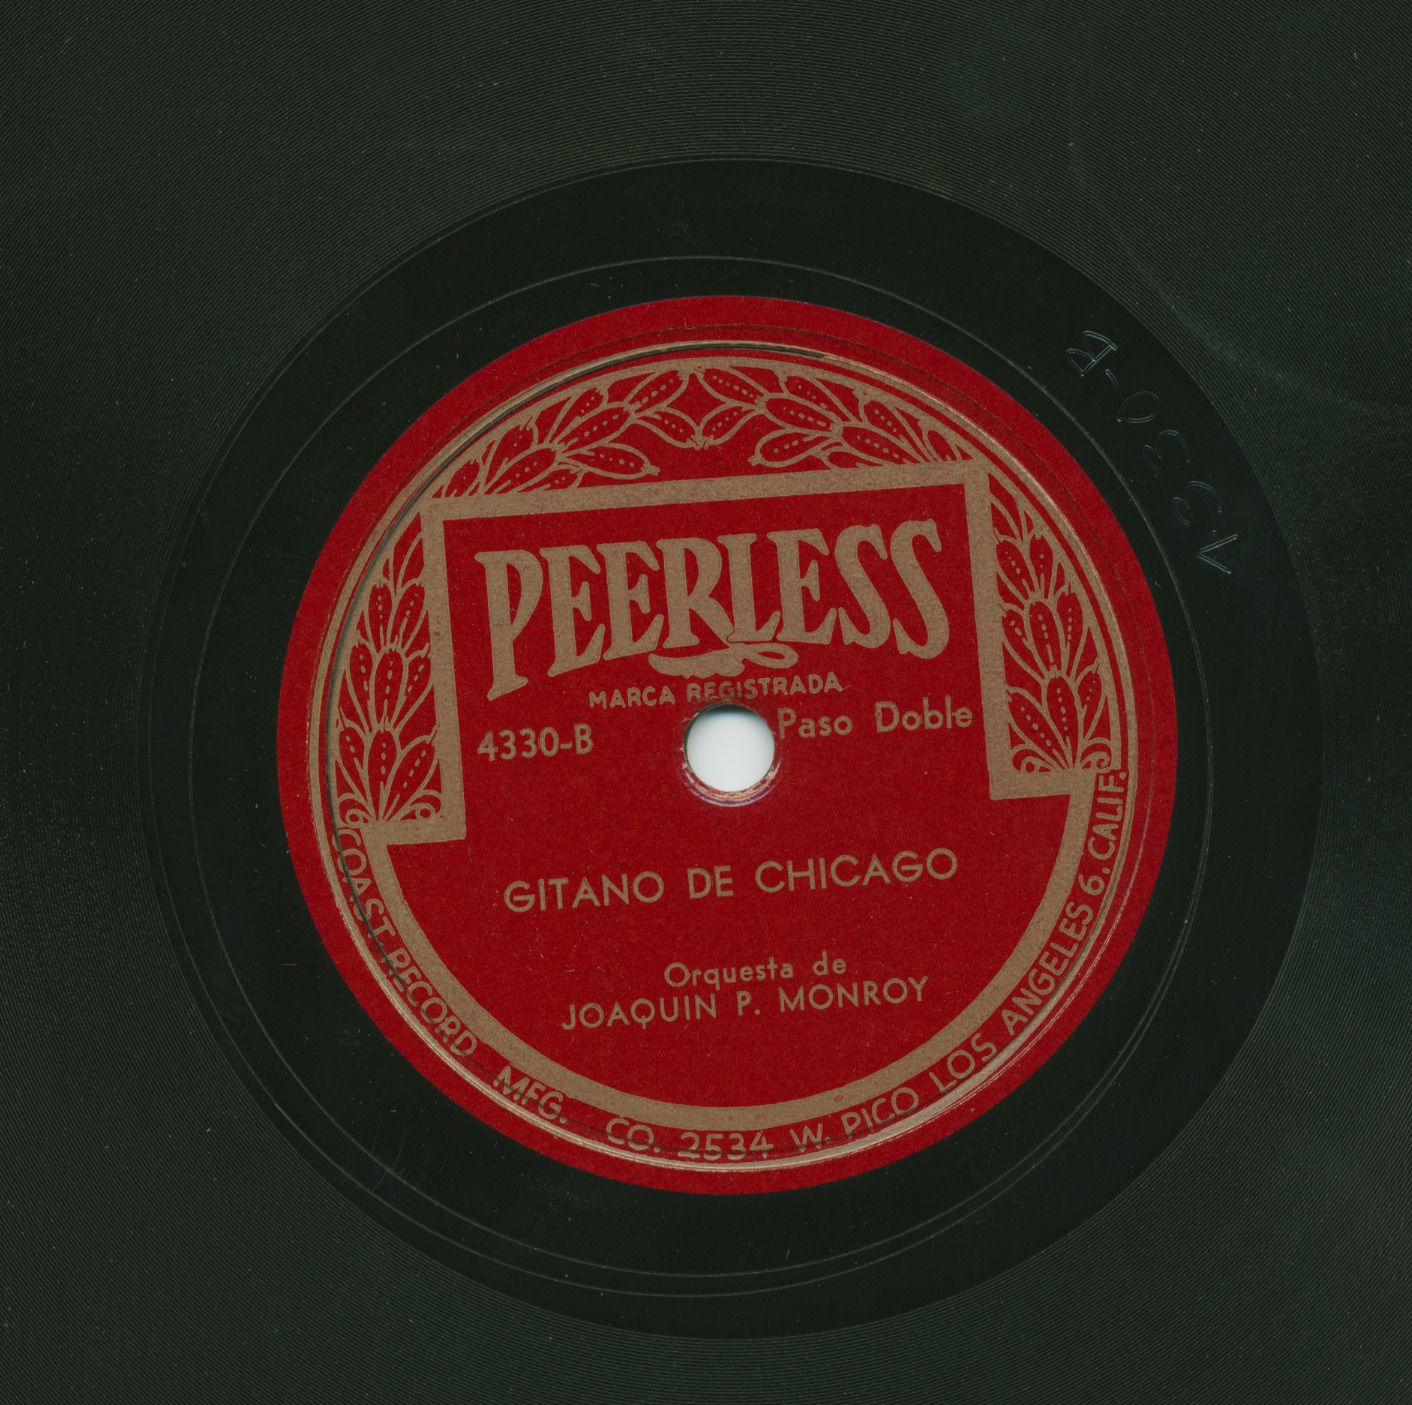 PEERLESS
MARCA REGISTRADA
4330-B
Paso Doble
GITANO DE CHICAGO
Orquesta de
JOAQUIN P. MONROY
COAST RECORD MFG. CO. 2534 W. PICO LOS ANGELES 6. CALIF.